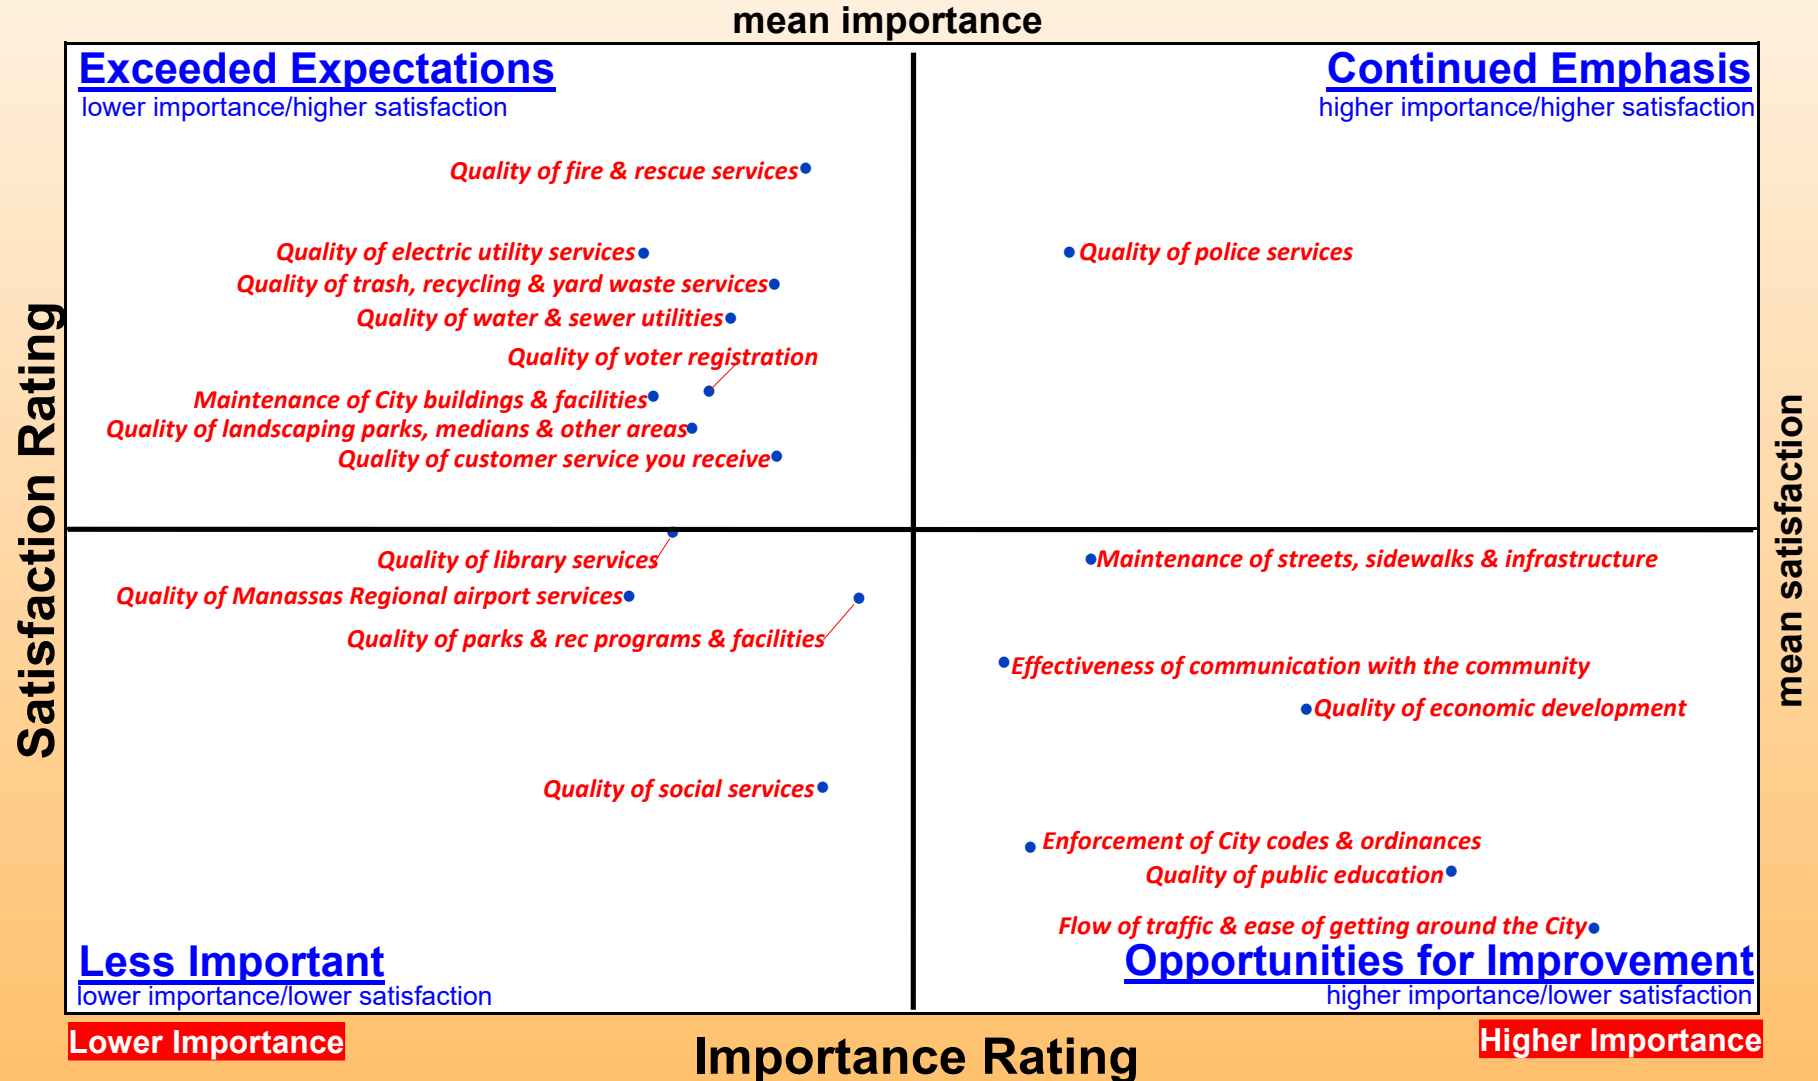 mean importance
Exceeded Expectations
lower importance/higher satisfaction
Continued Emphasis
higher importance/higher satisfaction
Quality of fire & rescue services
Quality of electric utility services
Quality of police services
Quality of trash, recycling & yard waste services
Quality of water & sewer utilities
Quality of voter registration
Maintenance of City buildings & facilities
Quality of landscaping parks, medians & other areas
Quality of customer service you receive
Satisfaction Rating
mean satisfaction
Quality of library services
Maintenance of streets, sidewalks & infrastructure
Quality of Manassas Regional airport services
Quality of parks & rec programs & facilities
Effectiveness of communication with the community
Quality of economic development
Quality of social services
Enforcement of City codes & ordinances
Quality of public education
Flow of traffic & ease of getting around the City
Less Important
lower importance/lower satisfaction
Opportunities for Improvement
higher importance/lower satisfaction
Lower Importance
Importance Rating
Higher Importance